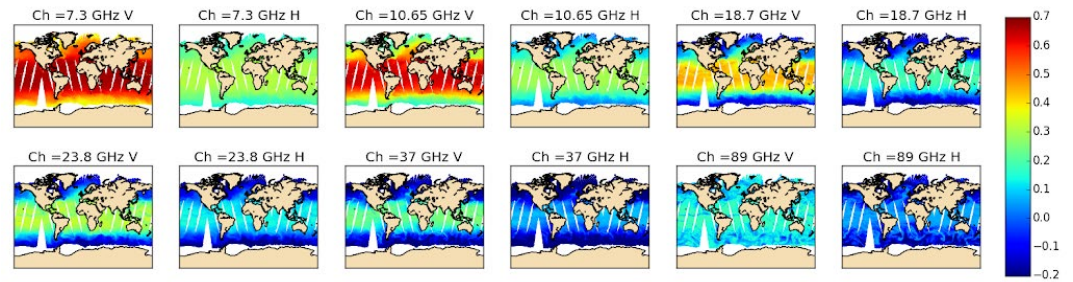 Ch =7.3 GHz V
Ch =7.3 GHz H
Ch =10.65 GHz V
Ch =10.65 GHz H
Ch =18.7 GHz V
Ch =18.7 GHz H
Ch =23.8 GHz V
Ch =23.8 GHz H
Ch =37 GHz V
Ch =37 GHz H
Ch =89 GHz V
Ch =89 GHz H
0.7
0.6
0.5
0.4
0.3
0.2
0.1
0.0
−0.1
−0.2